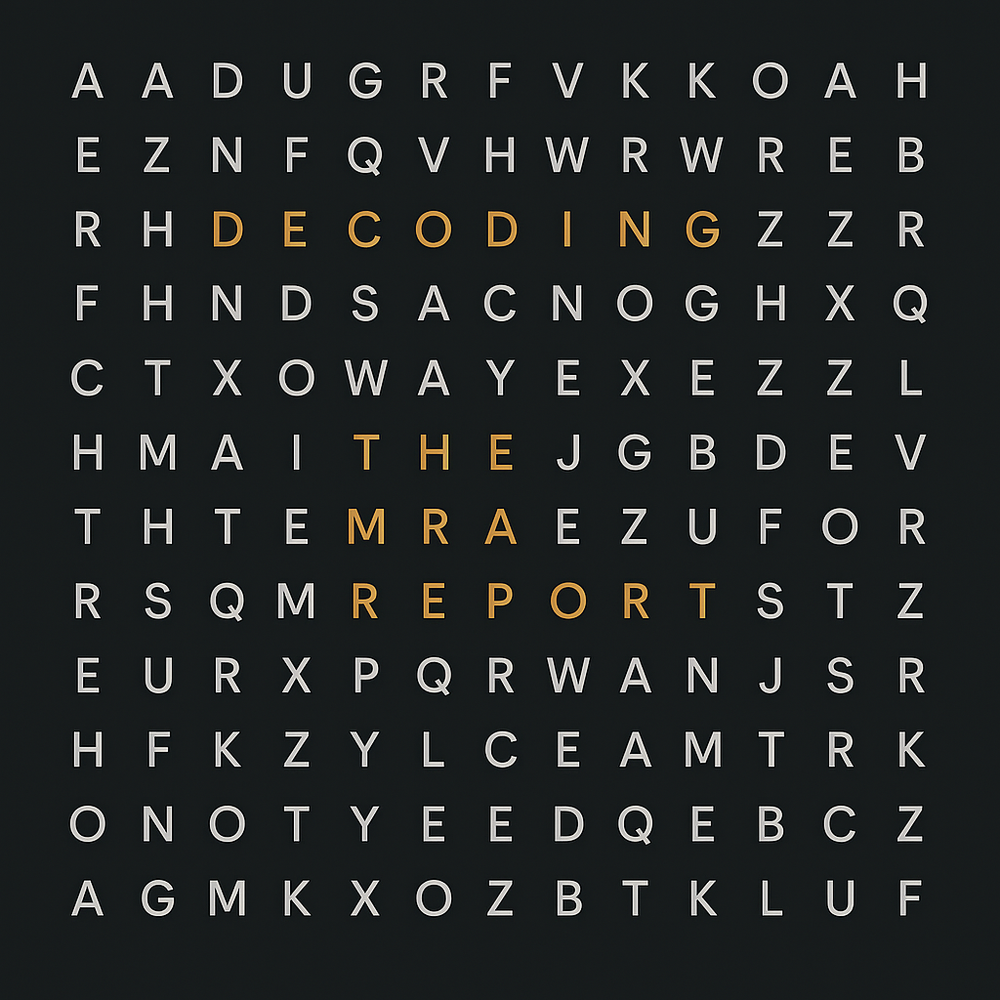 A A D U G R F V K K O A H
E Z N F Q V H W R W R E B
R H D E C O D I N G Z Z R
F H N D S A C N O G H X Q
C T X O W A Y E X E Z Z L
H M A I T H E J G B D E V
T H T E M R A E Z U F O R
R S Q M R E P O R T S T Z
E U R X P Q R W A N J S R
H F K Z Y L C E A M T R K
O N O T Y E E D Q E B C Z
A G M K X O Z B T K L U F